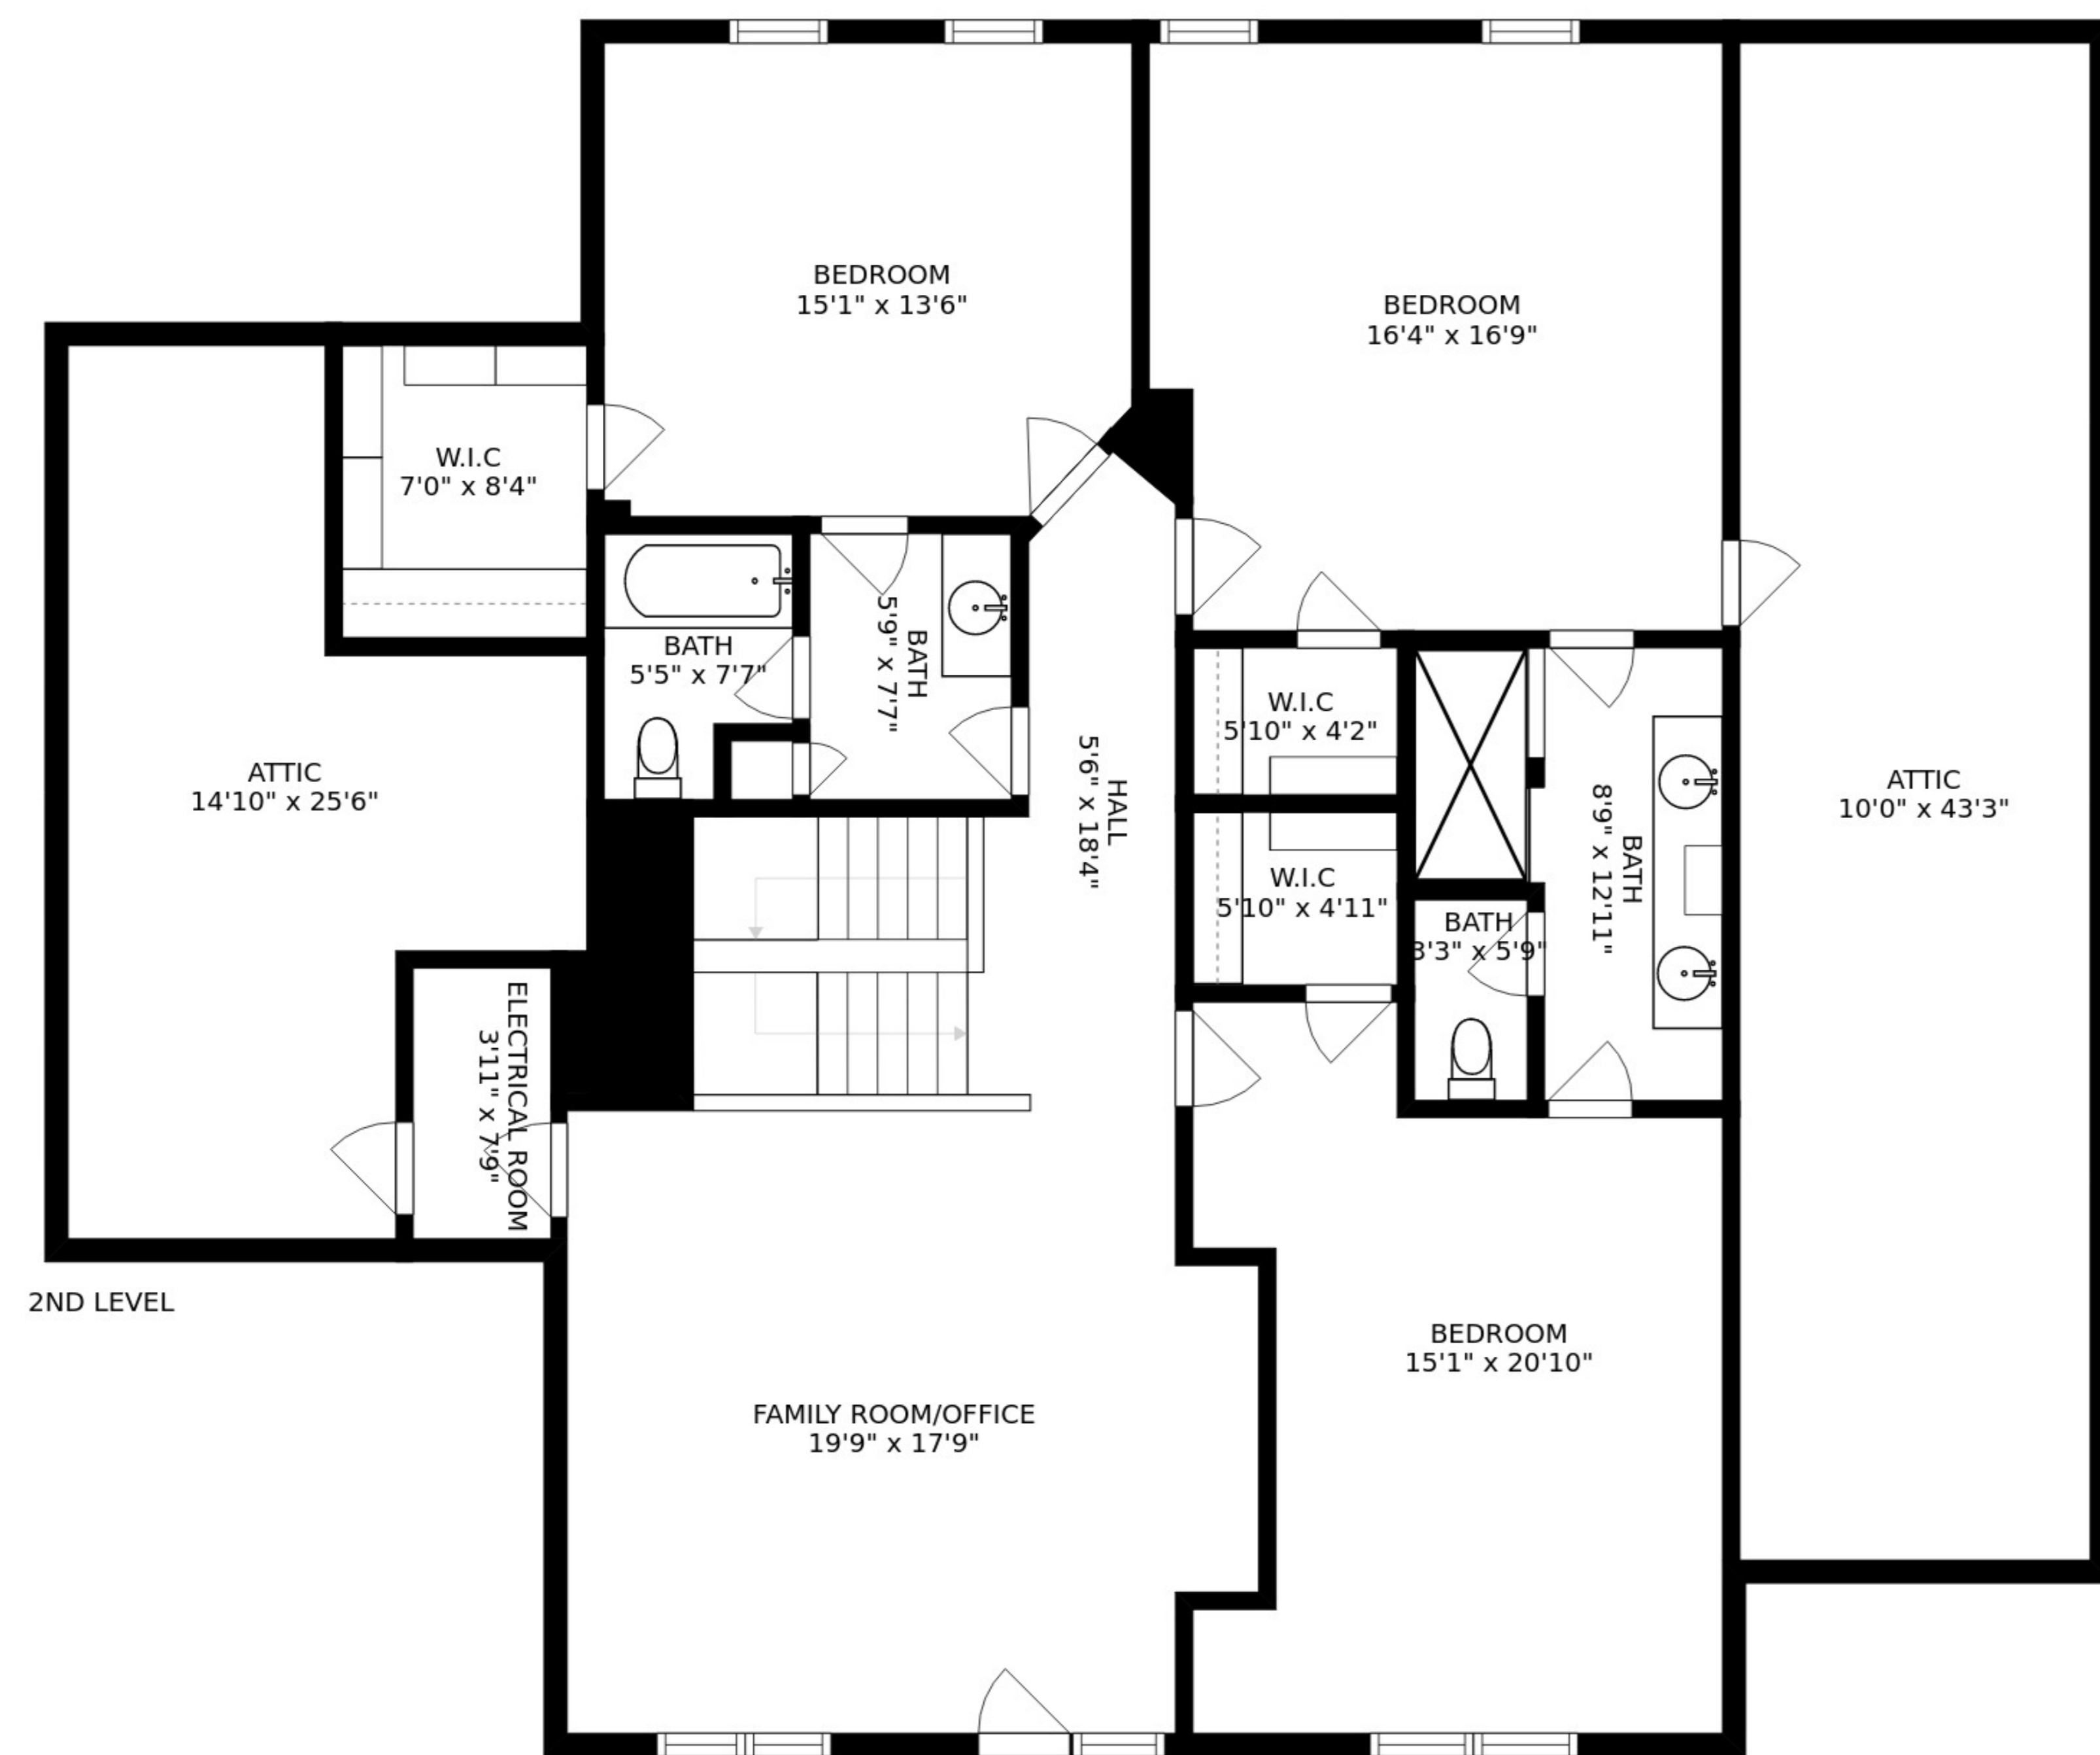 BEDROOM
15'1" x 13'6"
BEDROOM
16'4" x 16'9"
W.I.C
7'0" x 8'4"
BATH
5'5" x 7'7"
BATH
5'9" x 7'7"
W.I.C
5'10" x 4'2"
HALL
5'6" x 18'4"
ATTIC
14'10" x 25'6"
ATTIC
10'0" x 43'3"
BATH
8'9" x 12'11"
W.I.C
5'10" x 4'11"
BATH
3'3" x 5'9"
ELECTRICAL ROOM
3'11" x 7'9"
2ND LEVEL
BEDROOM
15'1" x 20'10"
FAMILY ROOM/OFFICE
19'9" x 17'9"